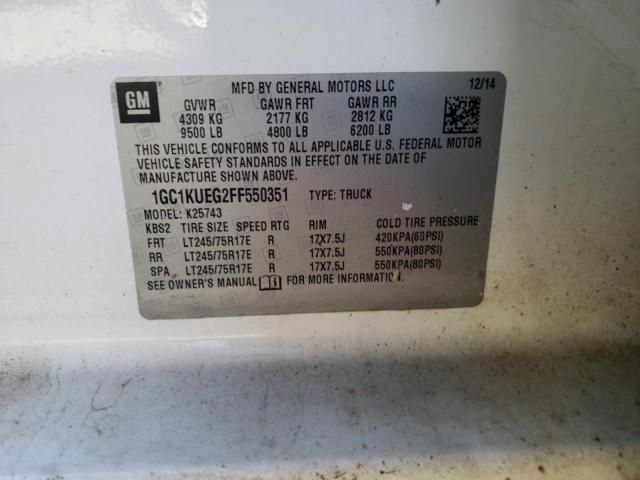 GM
MFD BY GENERAL MOTORS LLC 12/14
GVWR GAWR FRT GAWR RR
4309 KG 2177 KG 2812 KG
9500 LB 4800 LB 6200 LB
THIS VEHICLE CONFORMS TO ALL APPLICABLE U.S. FEDERAL MOTOR
VEHICLE SAFETY STANDARDS IN EFFECT ON THE DATE OF
MANUFACTURE SHOWN ABOVE.
1GC1KUEG2FF550351 TYPE: TRUCK
MODEL: K25743
KBS2 TIRE SIZE SPEED RTG RIM COLD TIRE PRESSURE
FRT LT245/75R17E R 17X7.5J 420KPA(60PSI)
RR LT245/75R17E R 17X7.5J 550KPA(80PSI)
SPA LT245/75R17E R 17X7.5J 550KPA(80PSI)
SEE OWNER'S MANUAL FOR MORE INFORMATION.